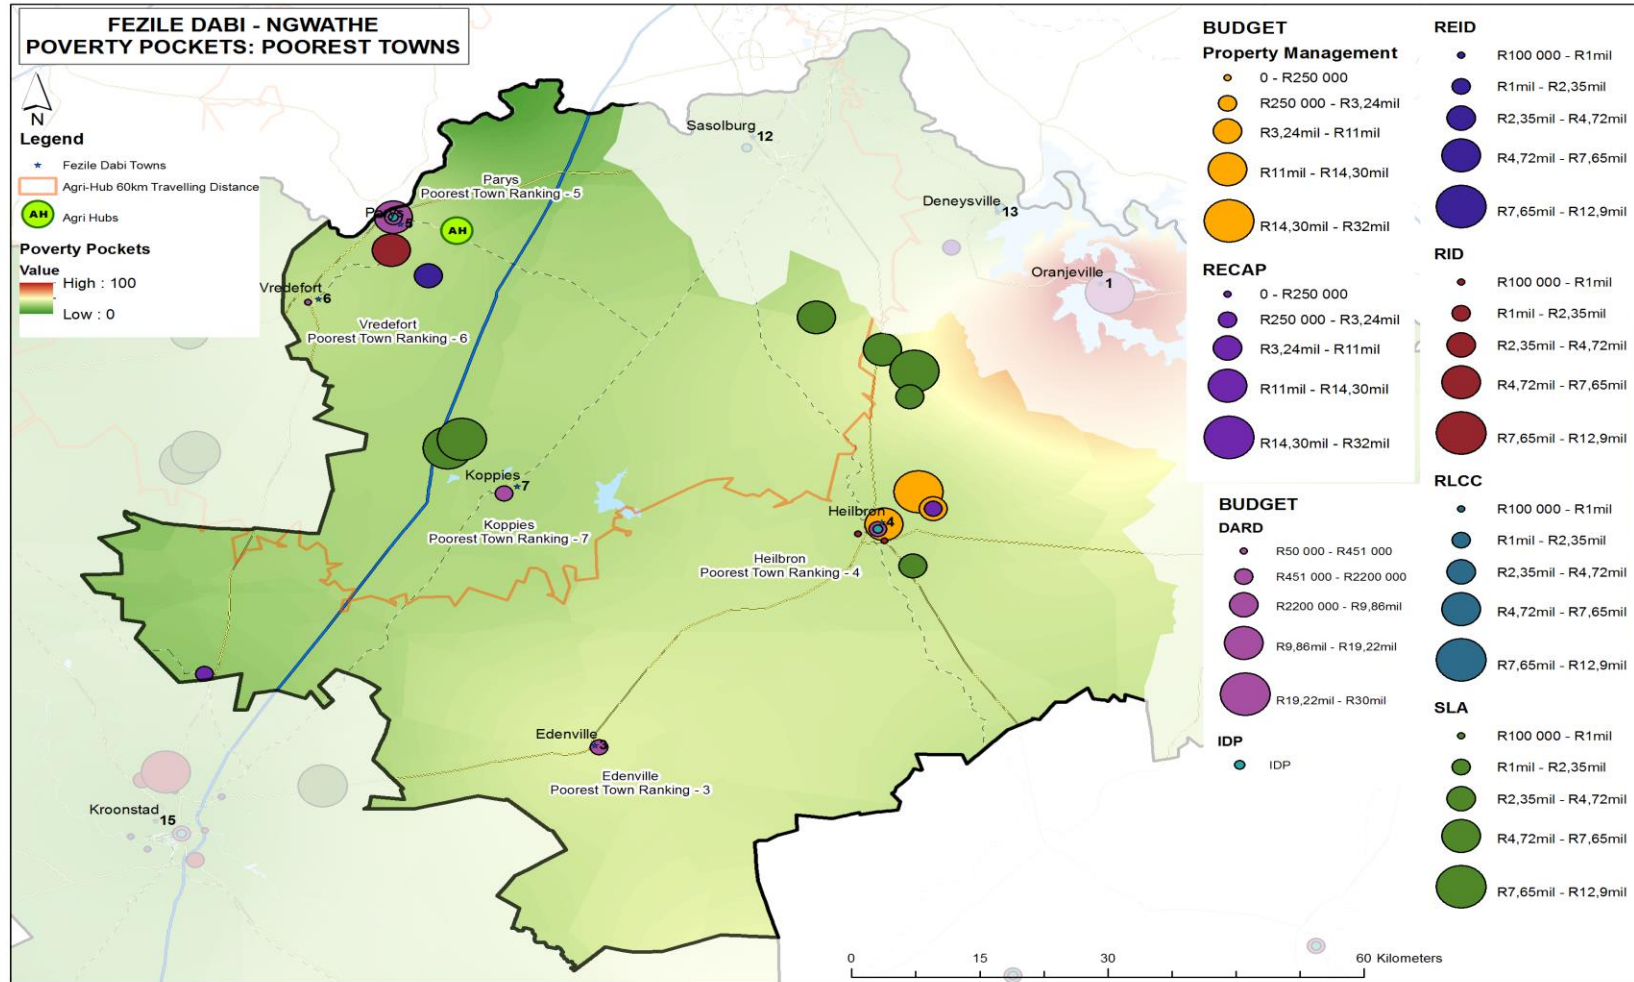 FEZILE DABI - NGWATHE
POVERTY POCKETS: POOREST TOWNS
N
Legend
Fezile Dabi Towns
Agri-Hub 60km Travelling Distance
AH
Agri Hubs
Poverty Pockets
Value
High : 100
Low : 0
Sasolburg
12
Parys
Poorest Town Ranking - 5
Parys
5
AH
Deneysville
13
Oranjeville
1
Vredefort
6
Vredefort
Poorest Town Ranking - 6
Koppies
7
Koppies
Poorest Town Ranking - 7
Heilbron
4
Heilbron
Poorest Town Ranking - 4
Edenville
3
Edenville
Poorest Town Ranking - 3
Kroonstad
15
0
15
30
60 Kilometers
BUDGET
Property Management
0 - R250 000
R250 000 - R3,24mil
R3,24mil - R11mil
R11mil - R14,30mil
R14,30mil - R32mil
RECAP
0 - R250 000
R250 000 - R3,24mil
R3,24mil - R11mil
R11mil - R14,30mil
R14,30mil - R32mil
BUDGET
DARD
R50 000 - R451 000
R451 000 - R2200 000
R2200 000 - R9,86mil
R9,86mil - R19,22mil
R19,22mil - R30mil
IDP
IDP
REID
R100 000 - R1mil
R1mil - R2,35mil
R2,35mil - R4,72mil
R4,72mil - R7,65mil
R7,65mil - R12,9mil
RID
R100 000 - R1mil
R1mil - R2,35mil
R2,35mil - R4,72mil
R4,72mil - R7,65mil
R7,65mil - R12,9mil
RLCC
R100 000 - R1mil
R1mil - R2,35mil
R2,35mil - R4,72mil
R4,72mil - R7,65mil
R7,65mil - R12,9mil
SLA
R100 000 - R1mil
R1mil - R2,35mil
R2,35mil - R4,72mil
R4,72mil - R7,65mil
R7,65mil - R12,9mil